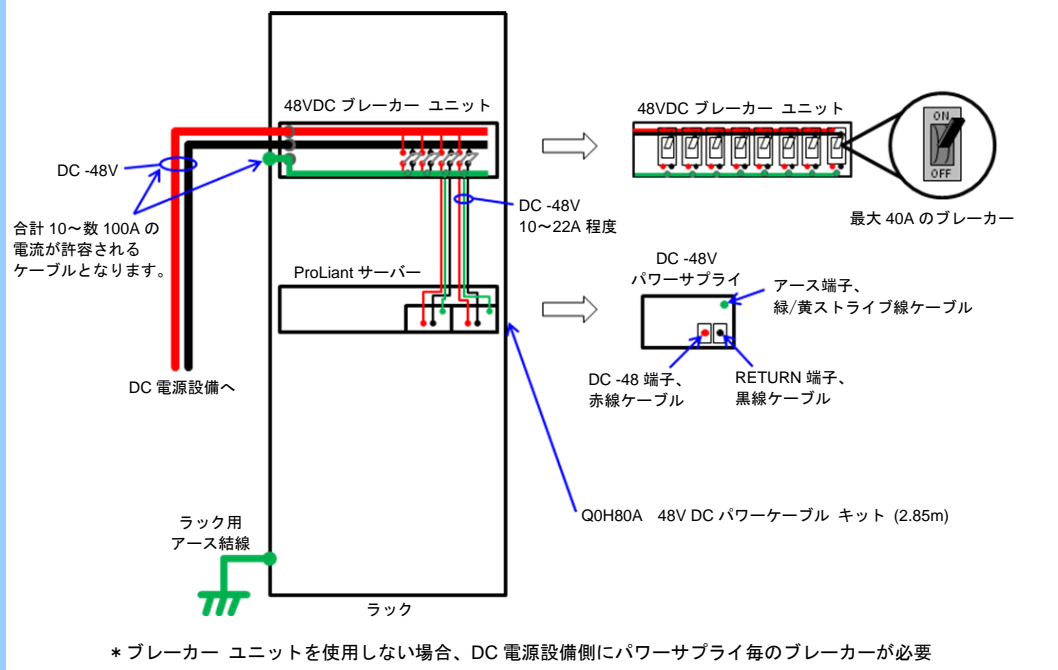 48VDC ブレーカー ユニット
48VDC ブレーカー ユニット
ON
OFF
DC -48V
DC -48V
10～22A 程度
最大 40A のブレーカー
合計 10～数 100A の
電流が許容される
ケーブルとなります。
ProLiant サーバー
DC -48V
パワーサプライ
アース端子、
緑/黄ストライプ線ケーブル
DC 電源設備へ
DC -48 端子、
赤線ケーブル
RETURN 端子、
黒線ケーブル
Q0H80A 48V DC パワーケーブル キット (2.85m)
ラック用
アース結線
ラック
* ブレーカー ユニットを使用しない場合、DC 電源設備側にパワーサプライ毎のブレーカーが必要